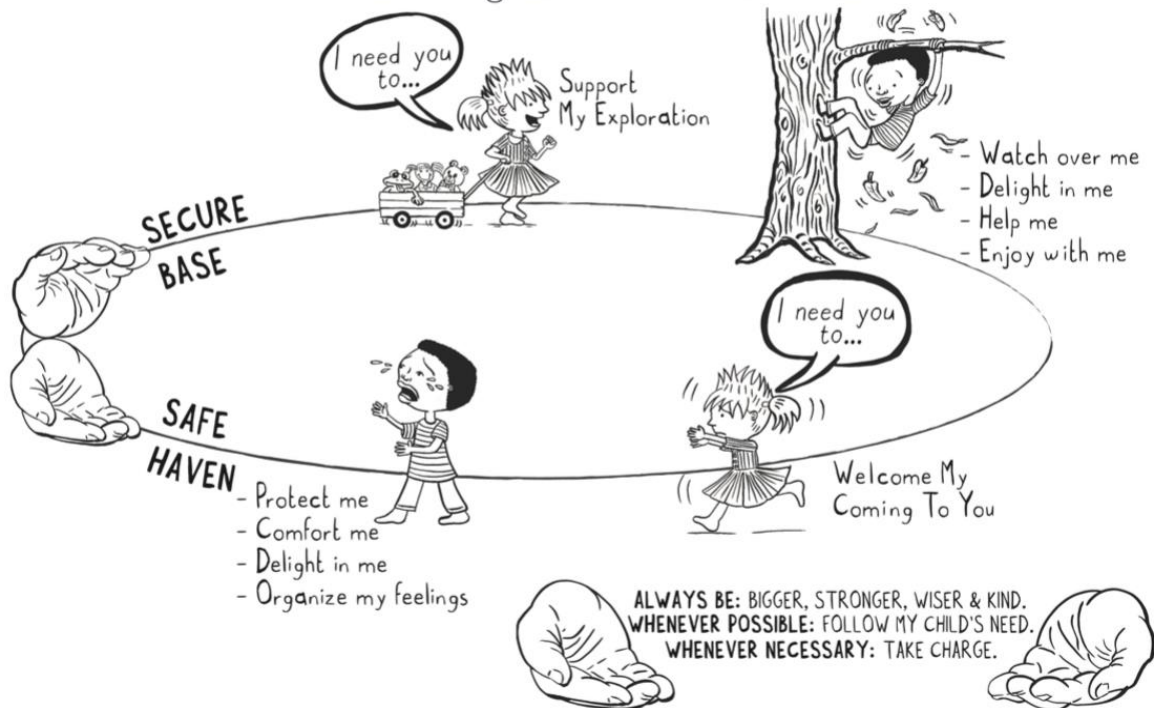 I need you
to...
Support
My Exploration
- Watch over me
- Delight in me
- Help me
- Enjoy with me
SECURE
BASE
I need you
to...
Welcome My
Coming To You
SAFE
HAVEN
- Protect me
- Comfort me
- Delight in me
- Organize my feelings
ALWAYS BE: BIGGER, STRONGER, WISER & KIND.
WHENEVER POSSIBLE: FOLLOW MY CHILD'S NEED.
WHENEVER NECESSARY: TAKE CHARGE.